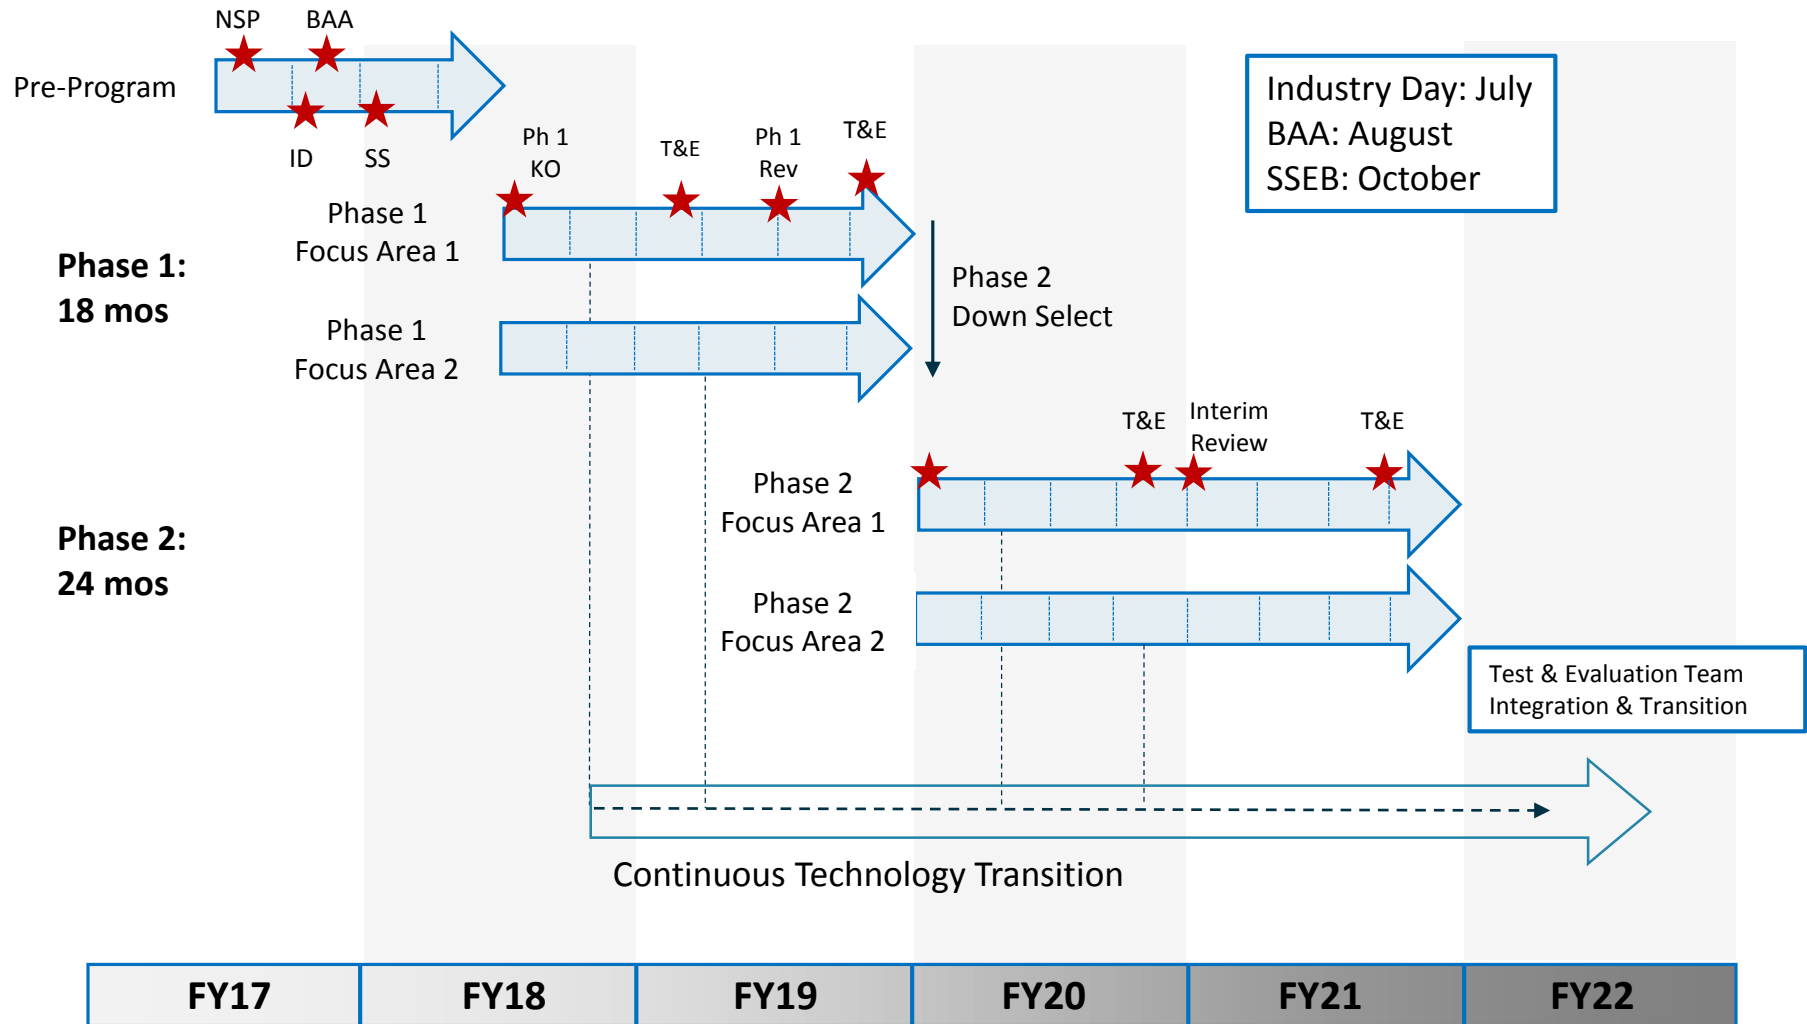 NSP
BAA
Pre-Program
ID
SS
Industry Day: July
BAA: August
SSEB: October
Ph 1
KO
T&E
Ph 1
Rev
T&E
Phase 1
Focus Area 1
Phase 1:
18 mos
Phase 2
Down Select
Phase 1
Focus Area 2
T&E
Interim
Review
T&E
Phase 2
Focus Area 1
Phase 2:
24 mos
Phase 2
Focus Area 2
Test & Evaluation Team
Integration & Transition
Continuous Technology Transition
FY17
FY18
FY19
FY20
FY21
FY22